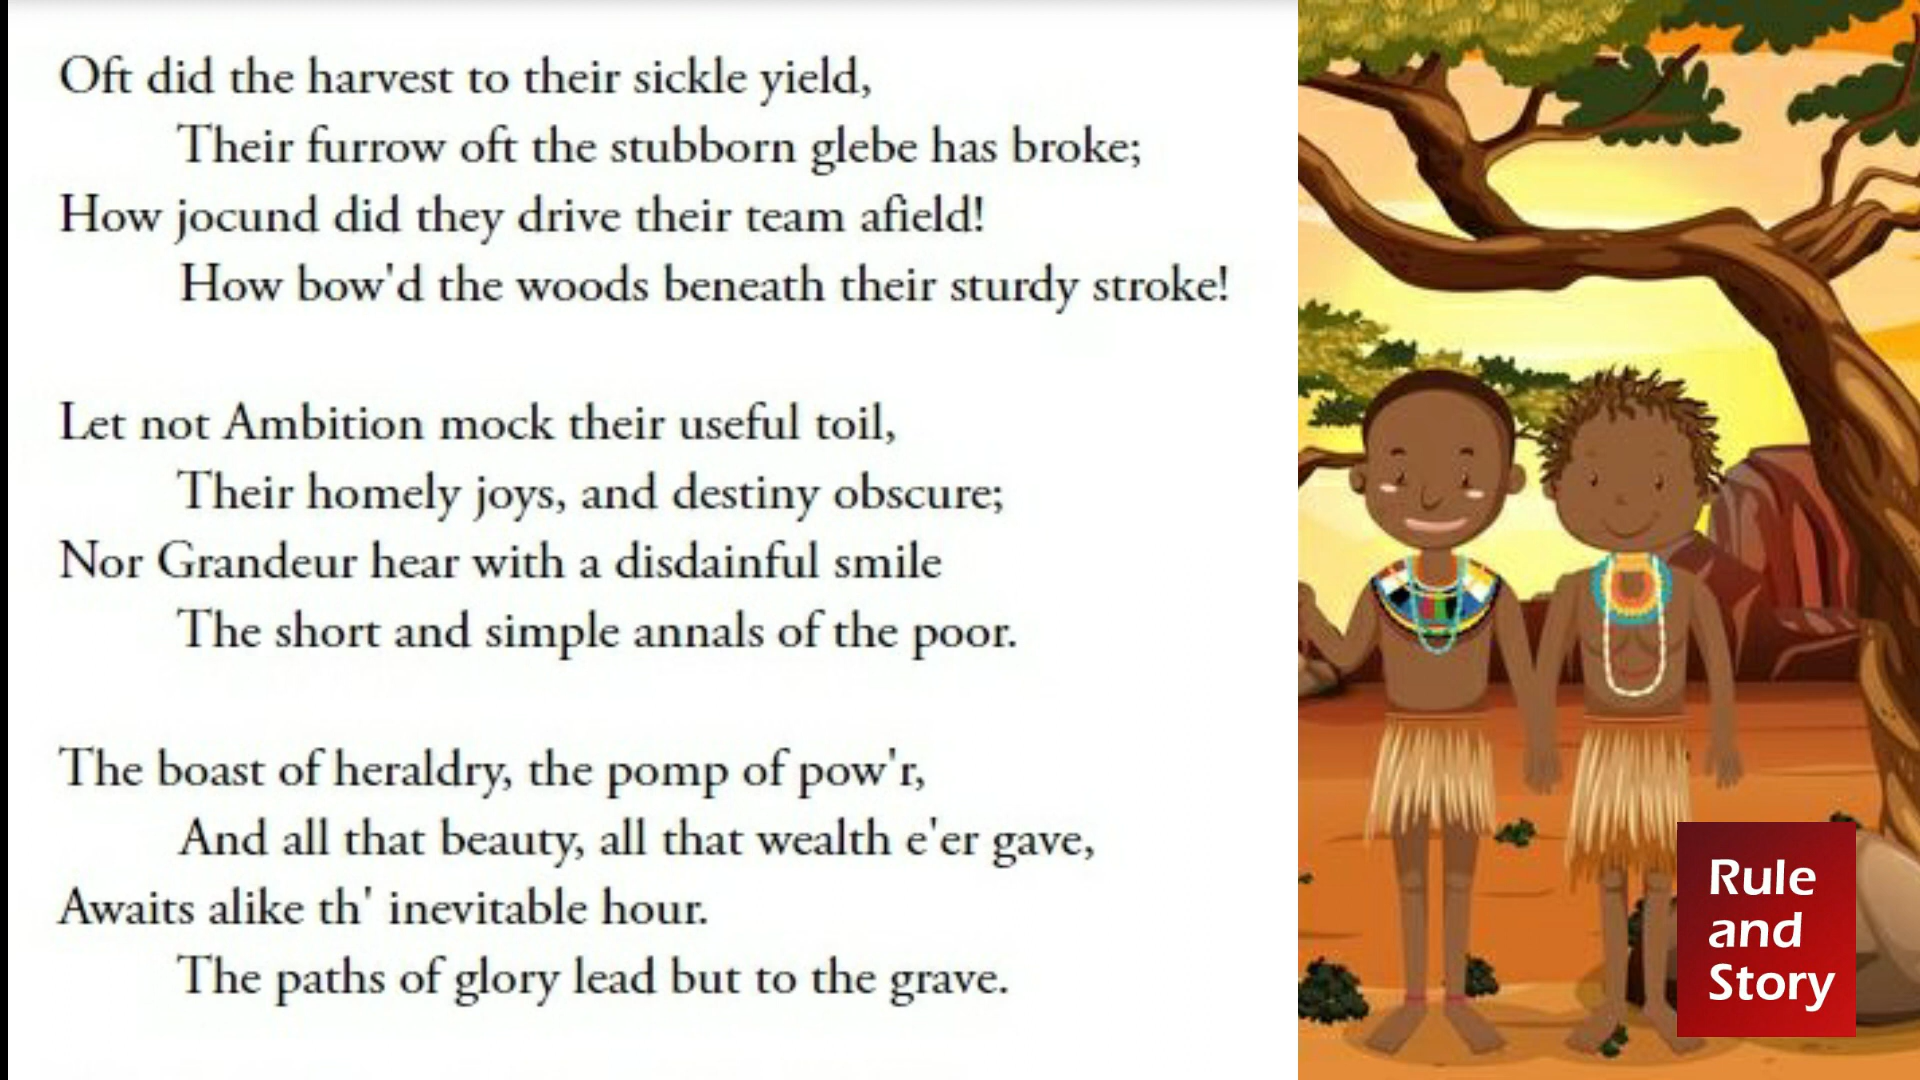 Oft did the harvest to their sickle yield,
Their furrow oft the stubborn glebe has broke;
How jocund did they drive their team afield!
How bow'd the woods beneath their sturdy stroke!
Let not Ambition mock their useful toil,
Their homely joys, and destiny obscure;
Nor Grandeur hear with a disdainful smile
The short and simple annals of the poor.
The boast of heraldry, the pomp of pow'r,
And all that beauty, all that wealth e'er gave,
Awaits alike th' inevitable hour.
The paths of glory lead but to the grave.
Rule
and
Story